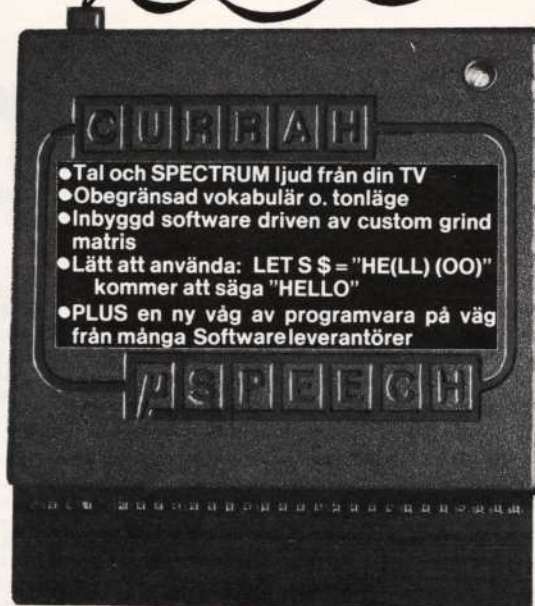 CURRAH
●Tal och SPECTRUM ljud från din TV
●Obegränsad vokabulär o. tonläge
●Inbyggd software driven av custom grind
matris
●Lätt att använda: LET S $ = "HE(LL) (OO)"
kommer att säga "HELLO"
●PLUS en ny våg av programvara på väg
från många Softwareleverantörer
µSPEECH